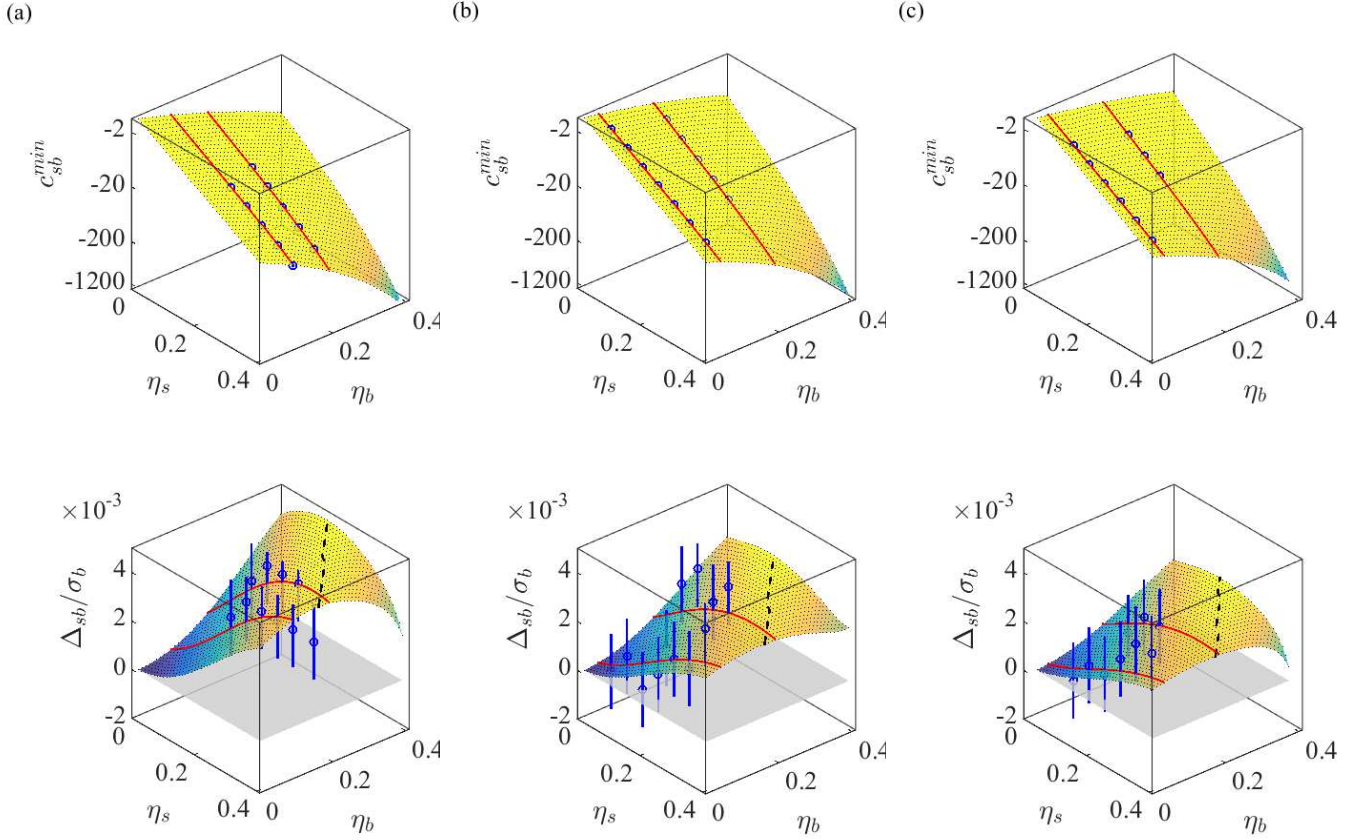 (a) (b) (c)
c_{sb}^{min} c_{sb}^{min} c_{sb}^{min}
-2 -2 -2
-20 -20 -20
-200 -200 -200
-1200 -1200 -1200
0 0.4 0 0.4 0 0.4
0.2 0.2 0.2 0.2 0.2 0.2
η_s 0.4 0 η_b η_s 0.4 0 η_b η_s 0.4 0 η_b
×10^{-3} ×10^{-3} ×10^{-3}
4 4 4
Δ_{sb}/σ_b Δ_{sb}/σ_b Δ_{sb}/σ_b
2 2 2
0 0 0
-2 -2 -2
0 0.4 0 0.4 0 0.4
0.2 0.2 0.2 0.2 0.2 0.2
η_s 0.4 0 η_b η_s 0.4 0 η_b η_s 0.4 0 η_b